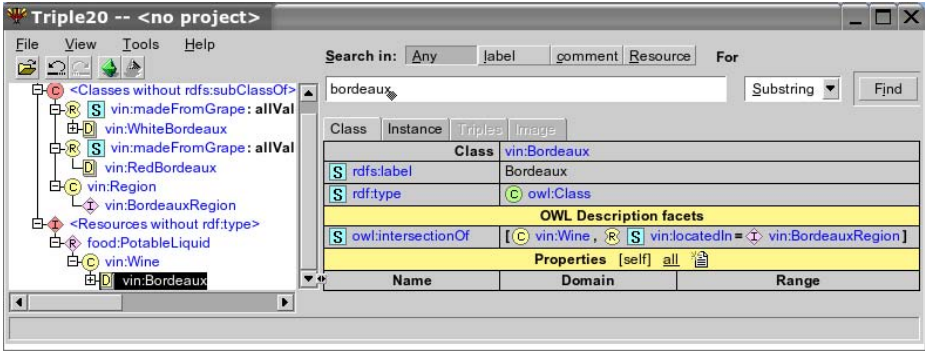 Triple20 -- <no project>
File View Tools Help
Search in: Any label comment Resource For
bordeaux Substring Find
<Classes without rdfs:subClassOf>
C
R S vin:madeFromGrape: allVal
D vin:WhiteBordeaux
R S vin:madeFromGrape: allVal
D vin:RedBordeaux
C vin:Region
I vin:BordeauxRegion
<Resources without rdf:type>
I
R food:PotableLiquid
C vin:Wine
D vin:Bordeaux
Class Instance Triples Image
Class vin:Bordeaux
S rdfs:label Bordeaux
S rdf:type C owl:Class
OWL Description facets
S owl:intersectionOf [ C vin:Wine , R S vin:locatedIn = I vin:BordeauxRegion ]
Properties [self] all
Name Domain Range